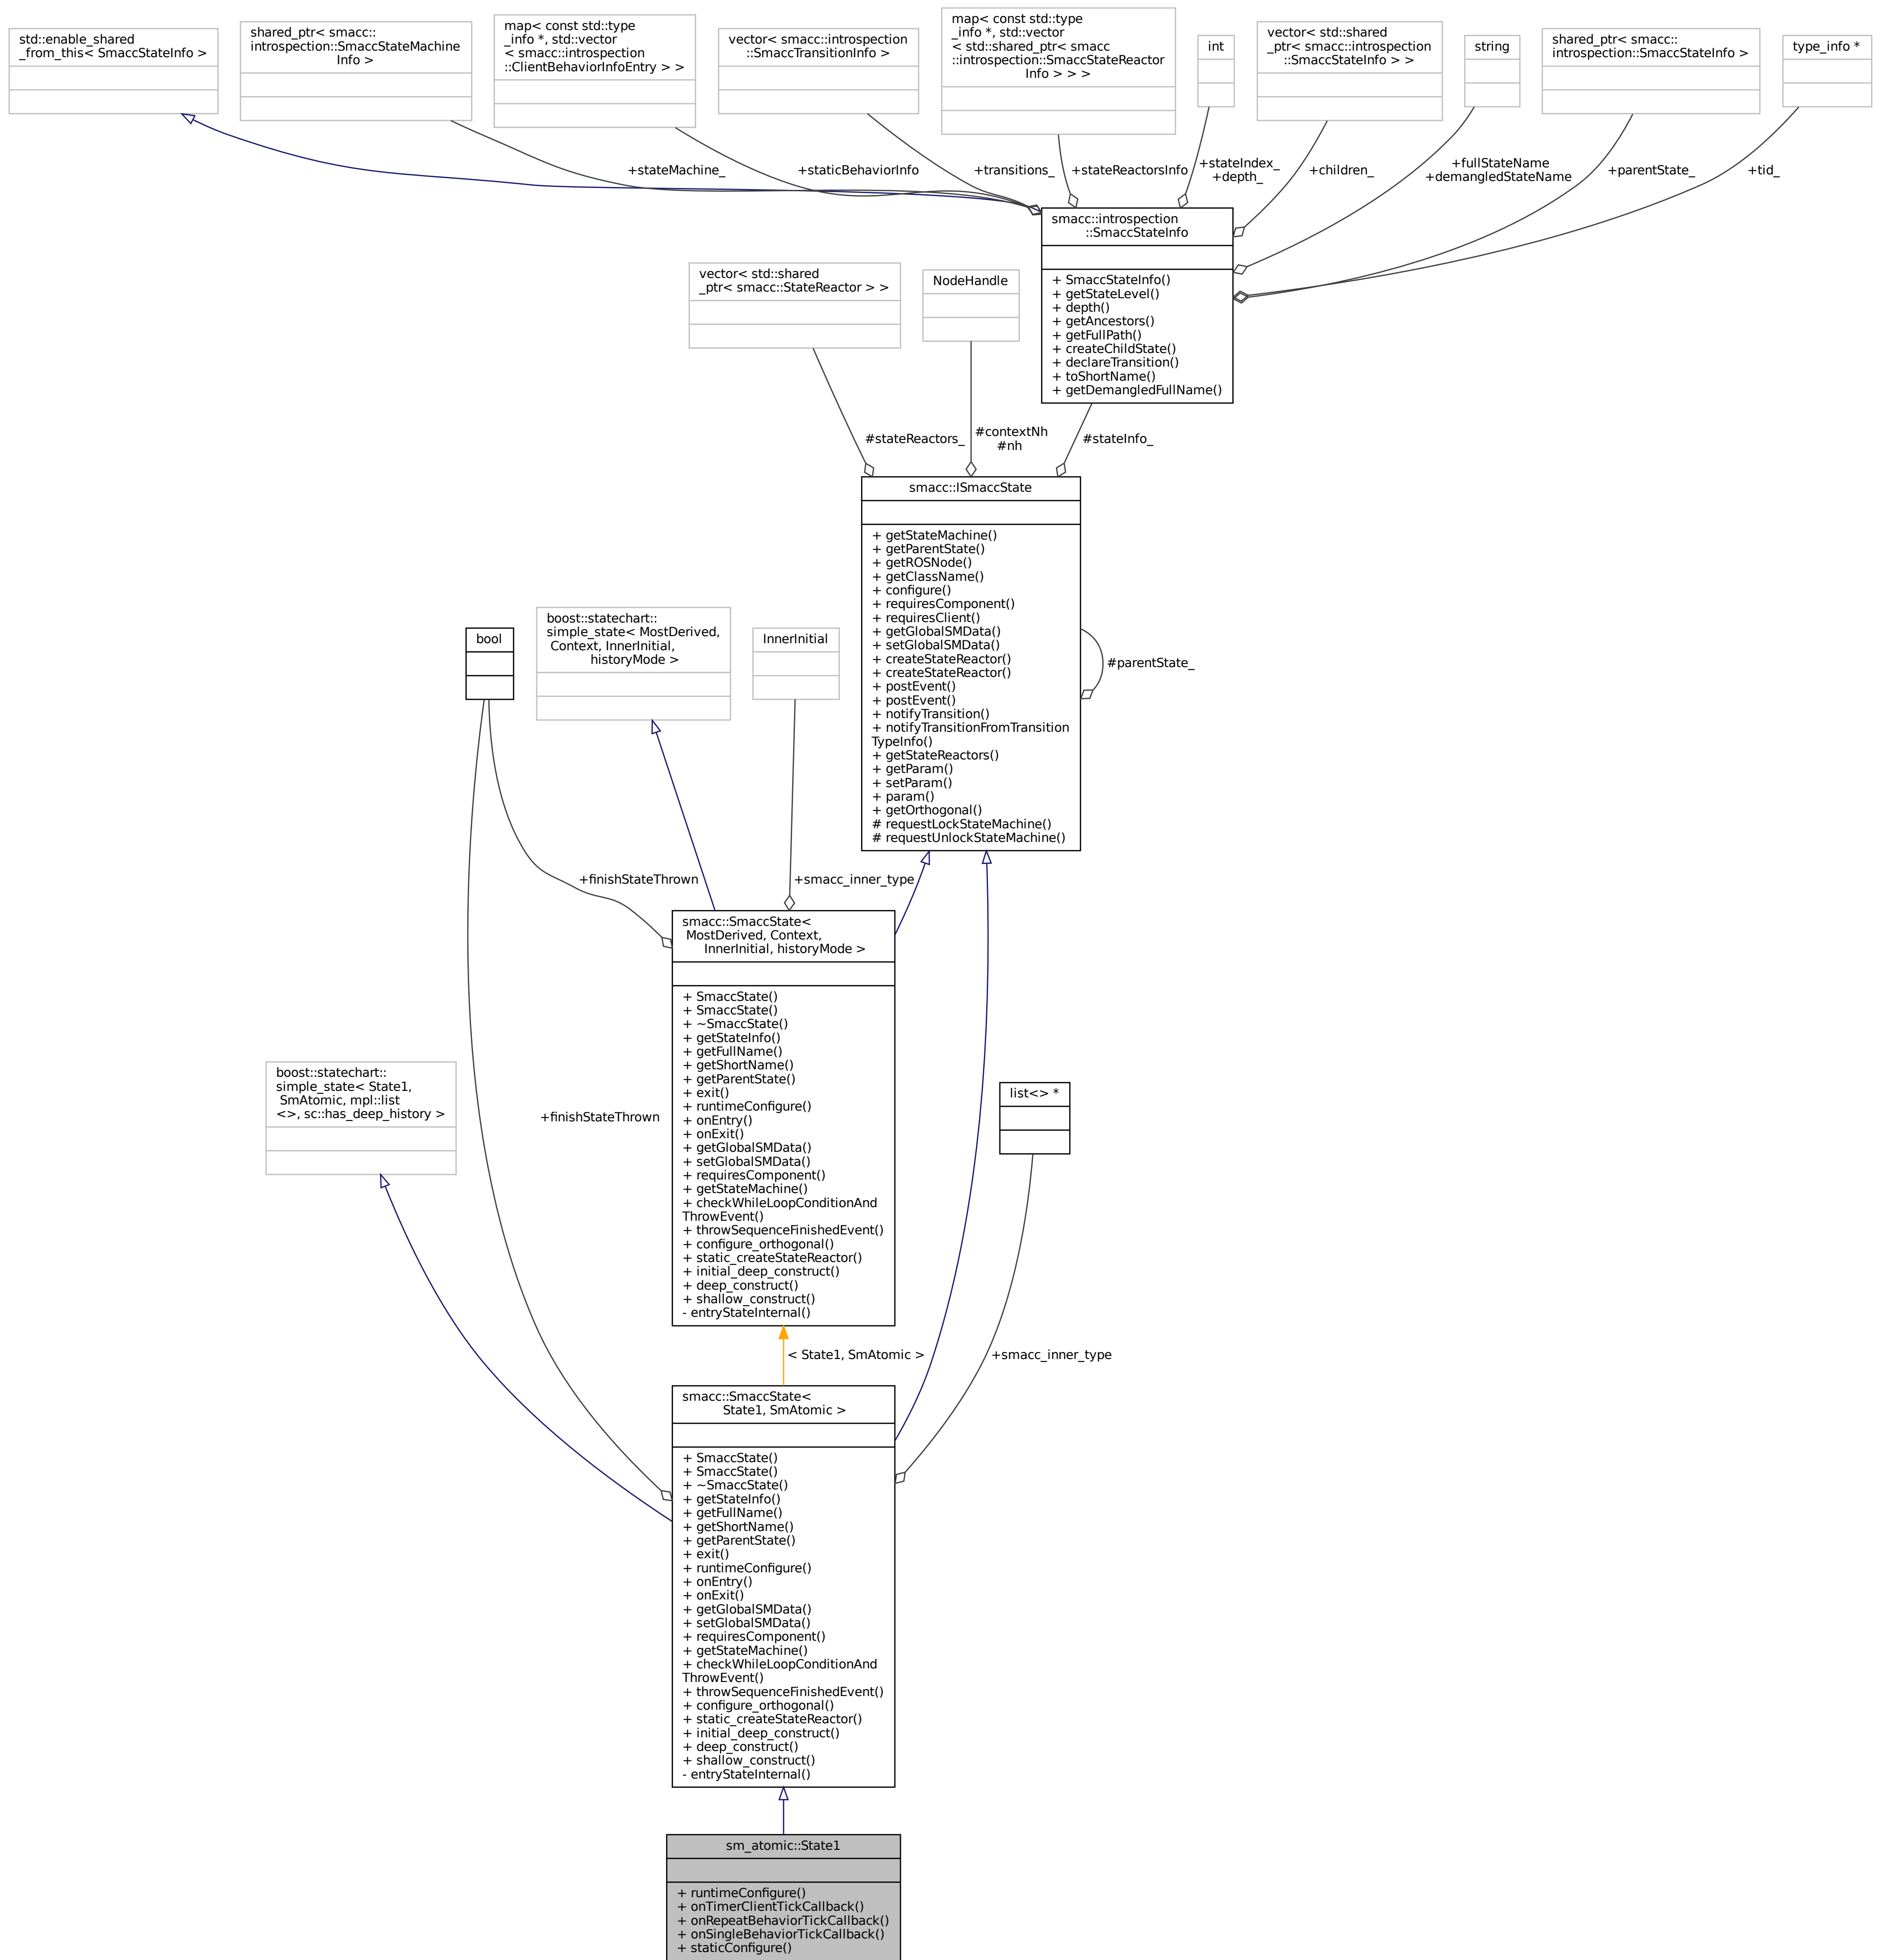 std::enable_shared
_from_this< SmaccStateInfo >
shared_ptr< smacc::
introspection::SmaccStateMachine
Info >
map< const std::type
_info *, std::vector
< smacc::introspection
::ClientBehaviorInfoEntry > >
vector< smacc::introspection
::SmaccTransitionInfo >
map< const std::type
_info *, std::vector
< std::shared_ptr< smacc
::introspection::SmaccStateReactor
Info > > >
int
vector< std::shared
_ptr< smacc::introspection
::SmaccStateInfo > >
string
shared_ptr< smacc::
introspection::SmaccStateInfo >
type_info *
+stateMachine_
+staticBehaviorInfo
+transitions_
+stateReactorsInfo
+stateIndex_
+depth_
+children_
+fullStateName
+demangledStateName
+parentState_
+tid_
smacc::introspection
::SmaccStateInfo
+ SmaccStateInfo()
+ getStateLevel()
+ depth()
+ getAncestors()
+ getFullPath()
+ createChildState()
+ declareTransition()
+ toShortName()
+ getDemangledFullName()
vector< std::shared
_ptr< smacc::StateReactor > >
NodeHandle
#stateReactors_
#contextNh
#nh
#stateInfo_
smacc::ISmaccState
+ getStateMachine()
+ getParentState()
+ getROSNode()
+ getClassName()
+ configure()
+ requiresComponent()
+ requiresClient()
+ getGlobalSMData()
+ setGlobalSMData()
+ createStateReactor()
+ createStateReactor()
+ postEvent()
+ postEvent()
+ notifyTransition()
+ notifyTransitionFromTransition
TypeInfo()
+ getStateReactors()
+ getParam()
+ setParam()
+ param()
+ getOrthogonal()
# requestLockStateMachine()
# requestUnlockStateMachine()
#parentState_
bool
boost::statechart::
simple_state< MostDerived,
Context, InnerInitial,
historyMode >
InnerInitial
+finishStateThrown
+smacc_inner_type
smacc::SmaccState<
MostDerived, Context,
InnerInitial, historyMode >
+ SmaccState()
+ SmaccState()
+ ~SmaccState()
+ getStateInfo()
+ getFullName()
+ getShortName()
+ getParentState()
+ exit()
+ runtimeConfigure()
+ onEntry()
+ onExit()
+ getGlobalSMData()
+ setGlobalSMData()
+ requiresComponent()
+ getStateMachine()
+ checkWhileLoopConditionAnd
ThrowEvent()
+ throwSequenceFinishedEvent()
+ configure_orthogonal()
+ static_createStateReactor()
+ initial_deep_construct()
+ deep_construct()
+ shallow_construct()
- entryStateInternal()
boost::statechart::
simple_state< State1,
SmAtomic, mpl::list
<>, sc::has_deep_history >
+finishStateThrown
list<> *
< State1, SmAtomic >
+smacc_inner_type
smacc::SmaccState<
State1, SmAtomic >
+ SmaccState()
+ SmaccState()
+ ~SmaccState()
+ getStateInfo()
+ getFullName()
+ getShortName()
+ getParentState()
+ exit()
+ runtimeConfigure()
+ onEntry()
+ onExit()
+ getGlobalSMData()
+ setGlobalSMData()
+ requiresComponent()
+ getStateMachine()
+ checkWhileLoopConditionAnd
ThrowEvent()
+ throwSequenceFinishedEvent()
+ configure_orthogonal()
+ static_createStateReactor()
+ initial_deep_construct()
+ deep_construct()
+ shallow_construct()
- entryStateInternal()
sm_atomic::State1
+ runtimeConfigure()
+ onTimerClientTickCallback()
+ onRepeatBehaviorTickCallback()
+ onSingleBehaviorTickCallback()
+ staticConfigure()